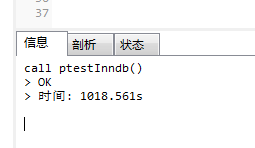 37
信息 剖析 状态
call ptestInndb()
> OK
> 时间: 1018.561s